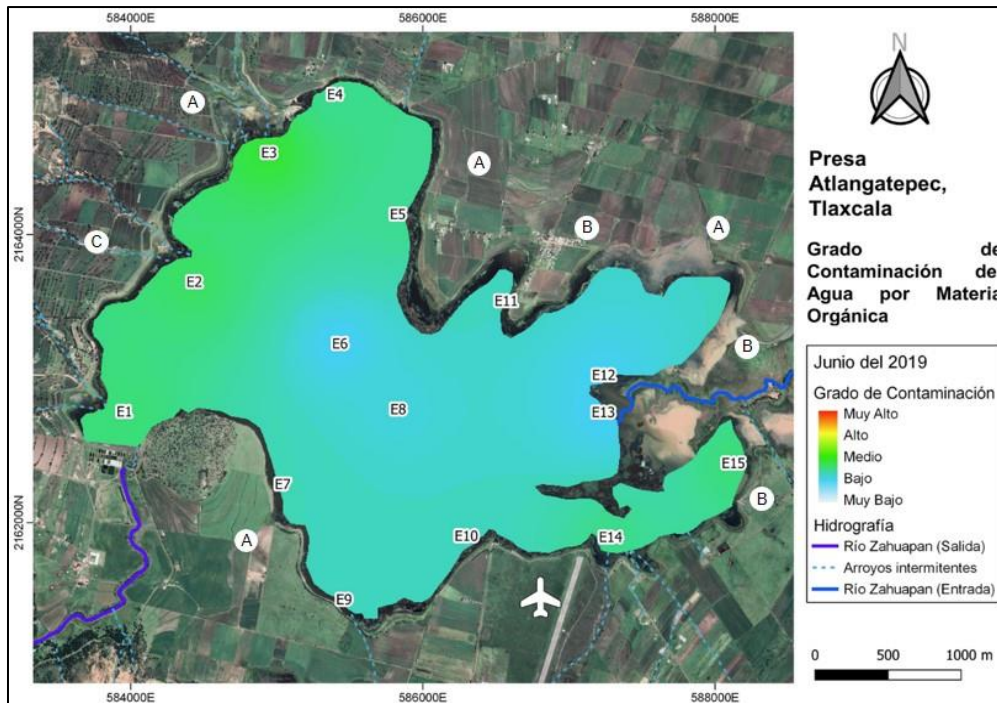 584000E 586000E 588000E
N
E4
A
E3
A
E5
B
A
2164000N
C
E2
E11
E6
B
E12
E8
E13
E1
E15
E7
B
2162000N
A
E10
E14
E9
584000E 586000E 588000E
Presa
Atlangatepec,
Tlaxcala
Grado de
Contaminación de
Agua por Materia
Orgánica
Junio del 2019
Grado de Contaminación
Muy Alto
Alto
Medio
Bajo
Muy Bajo
Hidrografía
Río Zahuapan (Salida)
Arroyos intermitentes
Río Zahuapan (Entrada)
0 500 1000 m